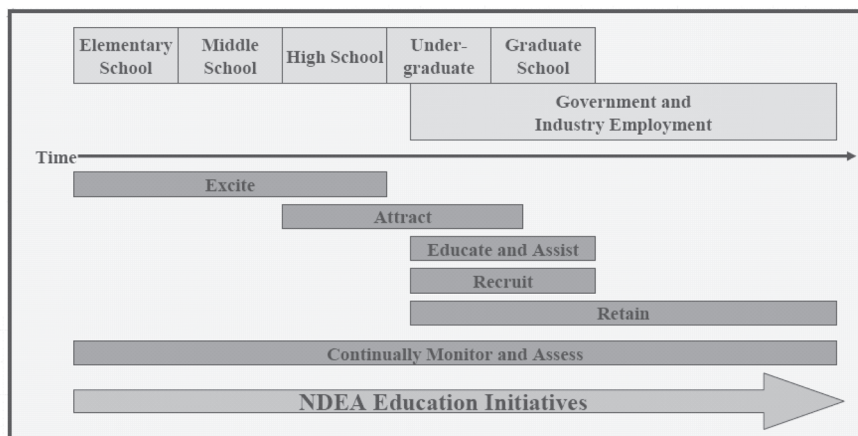 Elementary
School
Middle
School
High School
Under-
graduate
Graduate
School
Government and
Industry Employment
Time
Excite
Attract
Educate and Assist
Recruit
Retain
Continually Monitor and Assess
NDEA Education Initiatives